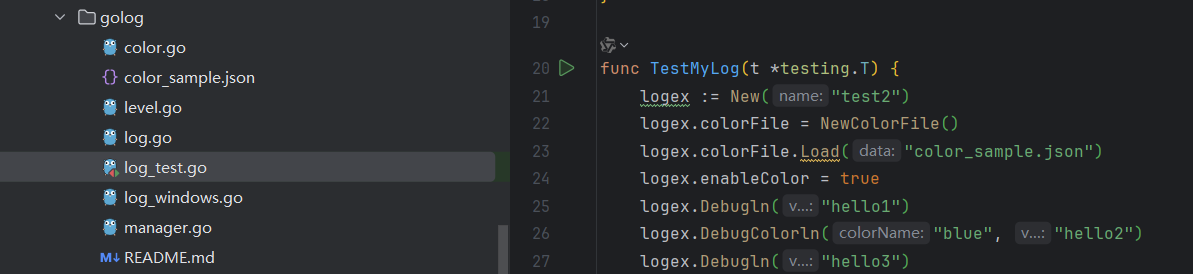 golog
color.go
color_sample.json
level.go
log.go
log_test.go
log_windows.go
manager.go
README.md
19
20 func TestMyLog(t *testing.T) {
21 logex := New( name: "test2")
22 logex.colorFile = NewColorFile()
23 logex.colorFile.Load( data: "color_sample.json")
24 logex.enableColor = true
25 logex.Debugln( v...: "hello1")
26 logex.DebugColorln( colorName: "blue", v...: "hello2")
27 logex.Debugln( v...: "hello3")